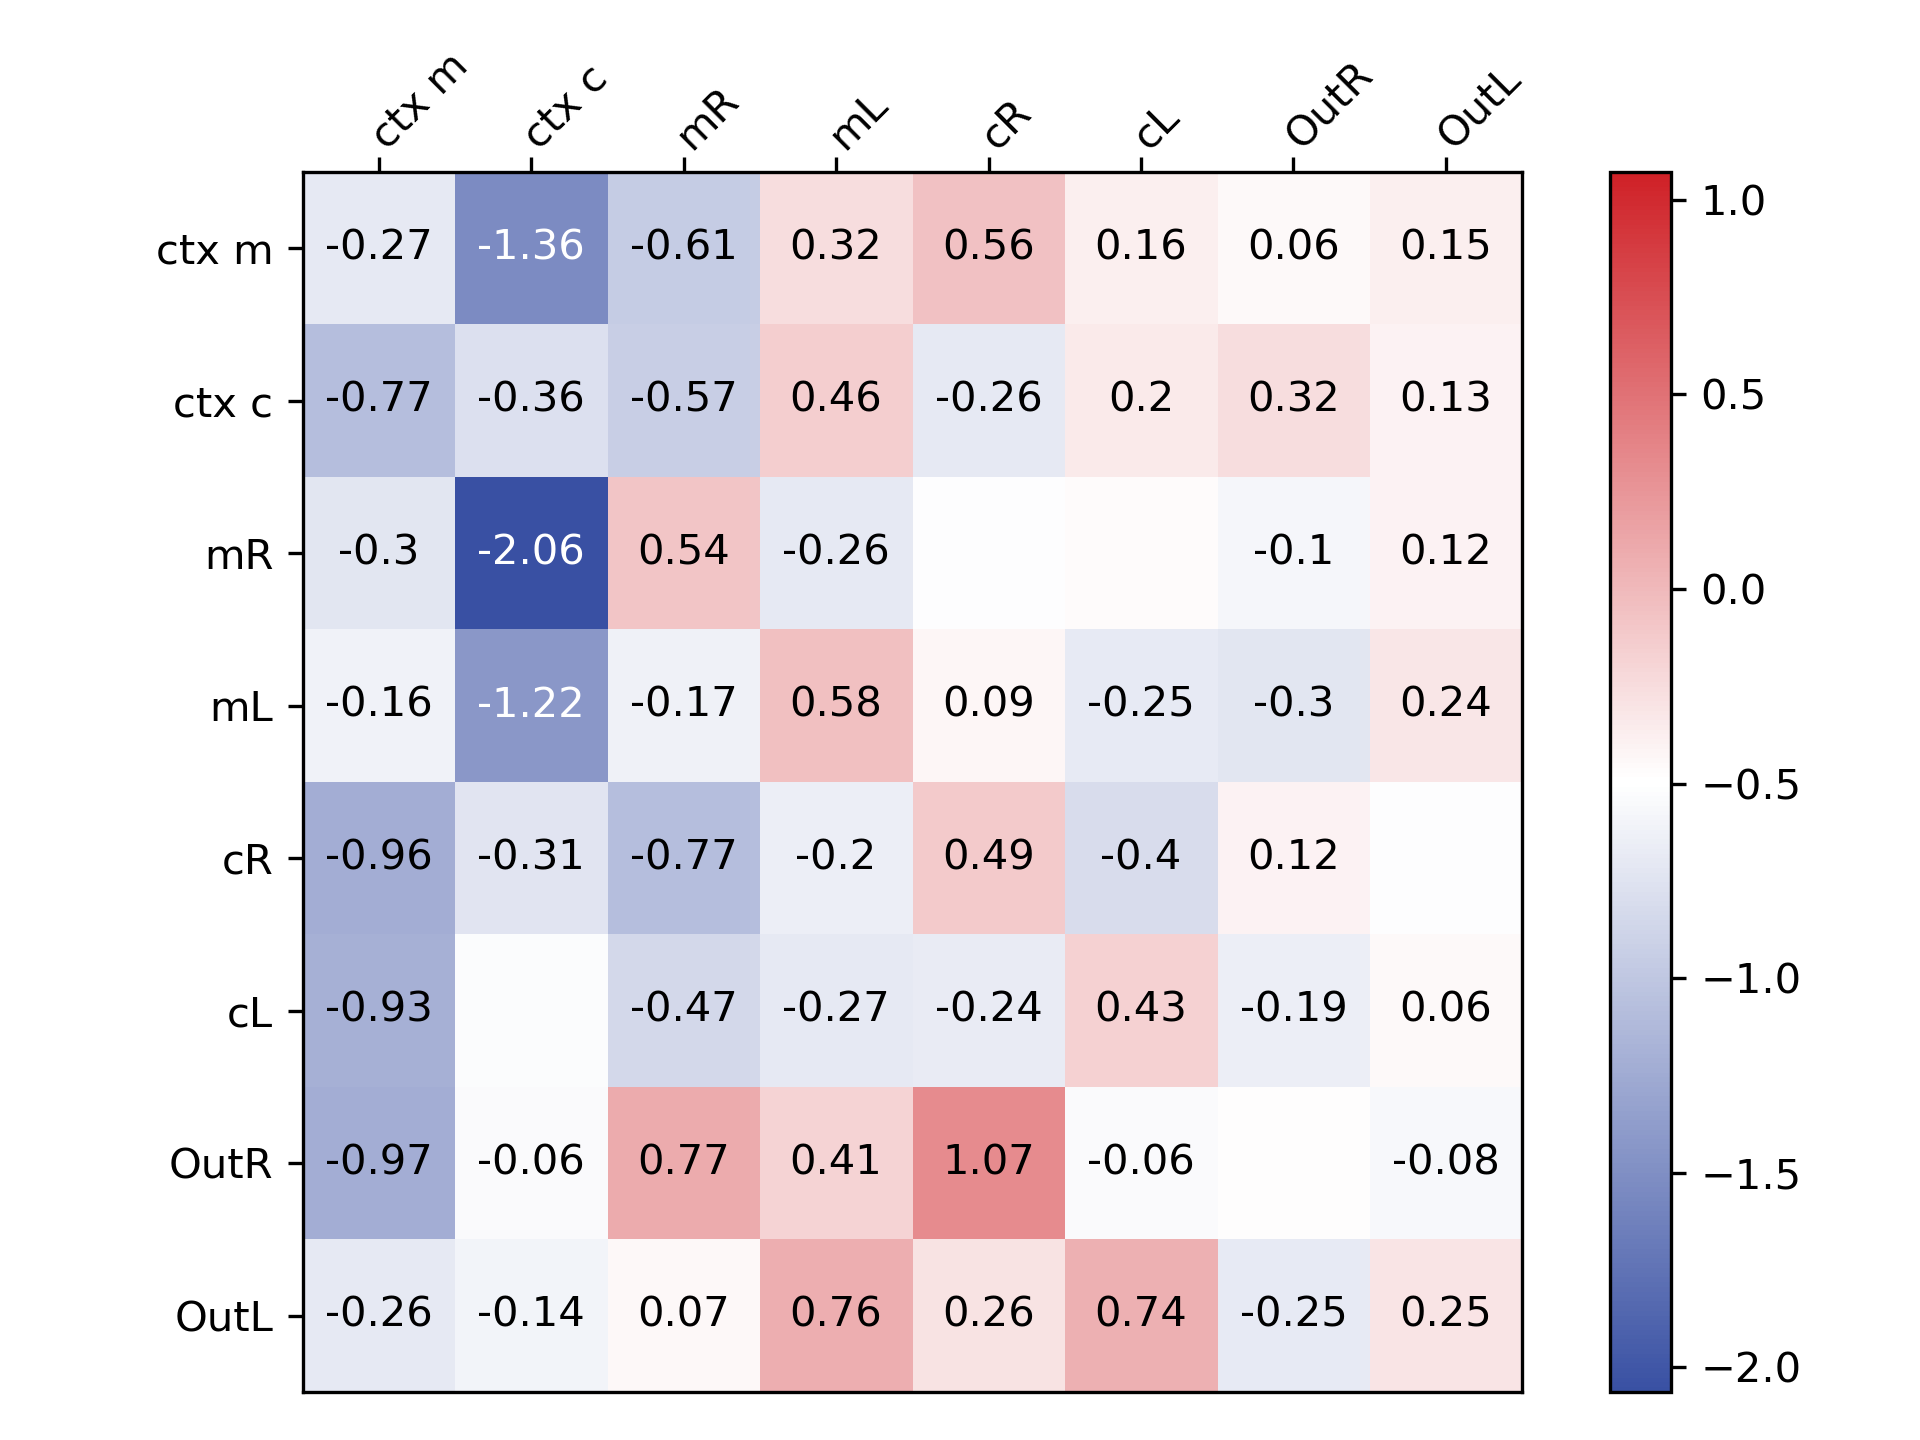 ctx m ctx c mR mL cR cL OutR OutL
ctx m -0.27 -1.36 -0.61 0.32 0.56 0.16 0.06 0.15
ctx c -0.77 -0.36 -0.57 0.46 -0.26 0.2 0.32 0.13
mR -0.3 -2.06 0.54 -0.26 -0.1 0.12
mL -0.16 -1.22 -0.17 0.58 0.09 -0.25 -0.3 0.24
cR -0.96 -0.31 -0.77 -0.2 0.49 -0.4 0.12
cL -0.93 -0.47 -0.27 -0.24 0.43 -0.19 0.06
OutR -0.97 -0.06 0.77 0.41 1.07 -0.06 -0.08
OutL -0.26 -0.14 0.07 0.76 0.26 0.74 -0.25 0.25
1.0
0.5
0.0
−0.5
−1.0
−1.5
−2.0